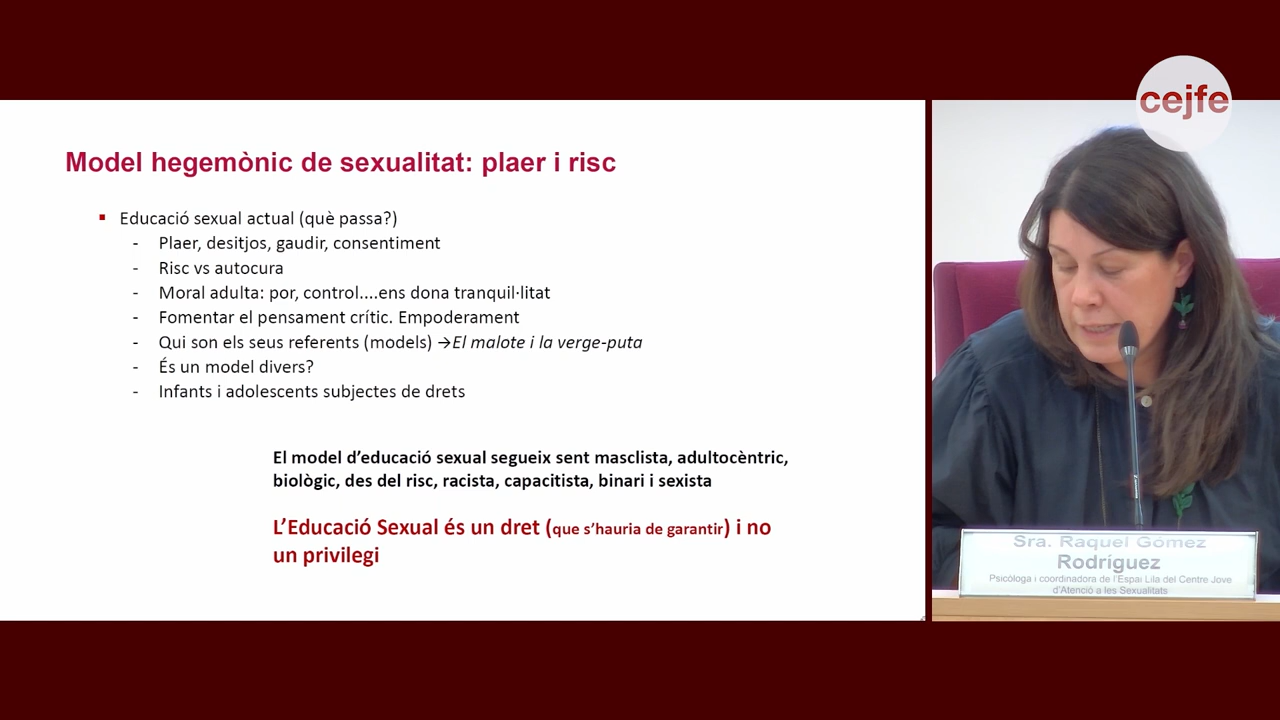 cejfe
Model hegemònic de sexualitat: plaer i risc
▪ Educació sexual actual (què passa?)
- Plaer, desitjos, gaudir, consentiment
- Risc vs autocura
- Moral adulta: por, control....ens dona tranquil·litat
- Fomentar el pensament crític. Empoderament
- Qui son els seus referents (models) →El malote i la verge-puta
- És un model divers?
- Infants i adolescents subjectes de drets
El model d’educació sexual segueix sent masclista, adultocèntric,
biològic, des del risc, racista, capacitista, binari i sexista
L’Educació Sexual és un dret (que s’hauria de garantir) i no
un privilegi
Sra. Raquel Gómez
Rodríguez
Psicòloga i coordinadora de l’Espai Lila del Centre Jove
d’Atenció a les Sexualitats